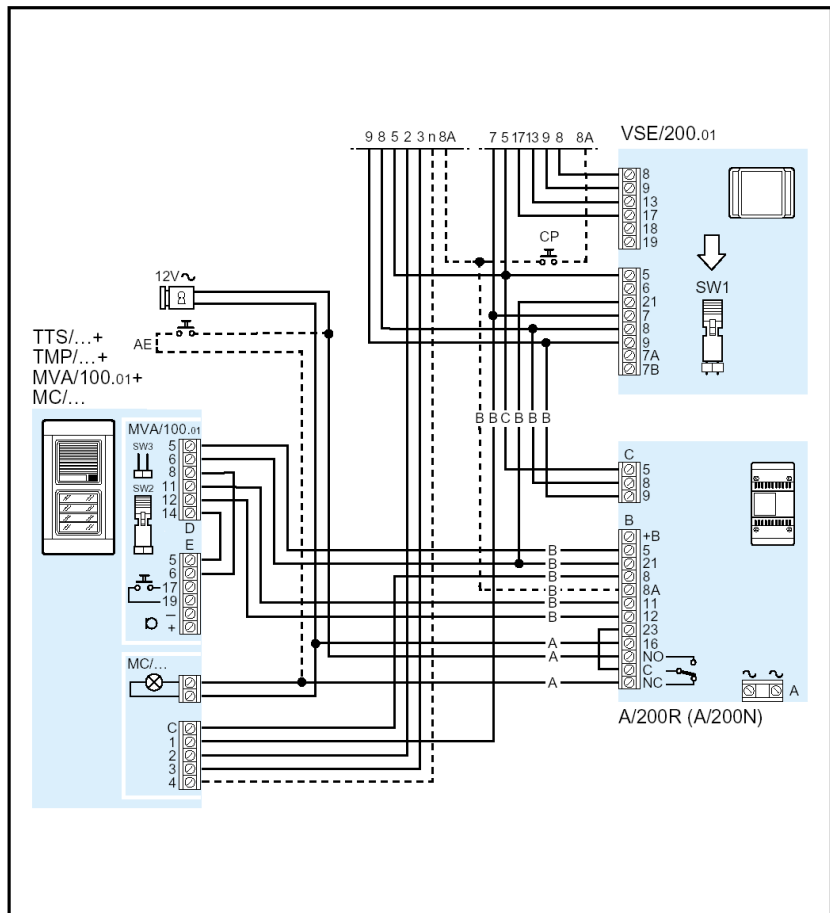 9 8 5 2 3 n 8A
7 5 17 13 9 8 8A
VSE/200.01
8
9
13
17
18
19
CP
SW1
5
6
21
7
8
9
7A
7B
12V~
AE
TTS/...+
TMP/...+
MVA/100.01+
MC/...
MVA/100.01
SW3
SW2
5
6
8
11
12
14
D
E
5
6
17
19
–
+
B B C B B B
C
5
8
9
B
+B
5
21
8
8A
11
12
23
16
NO
C
NC
B
B
B
B
B
A
A
A
~ ~
A
A/200R (A/200N)
MC/...
C
1
2
3
4